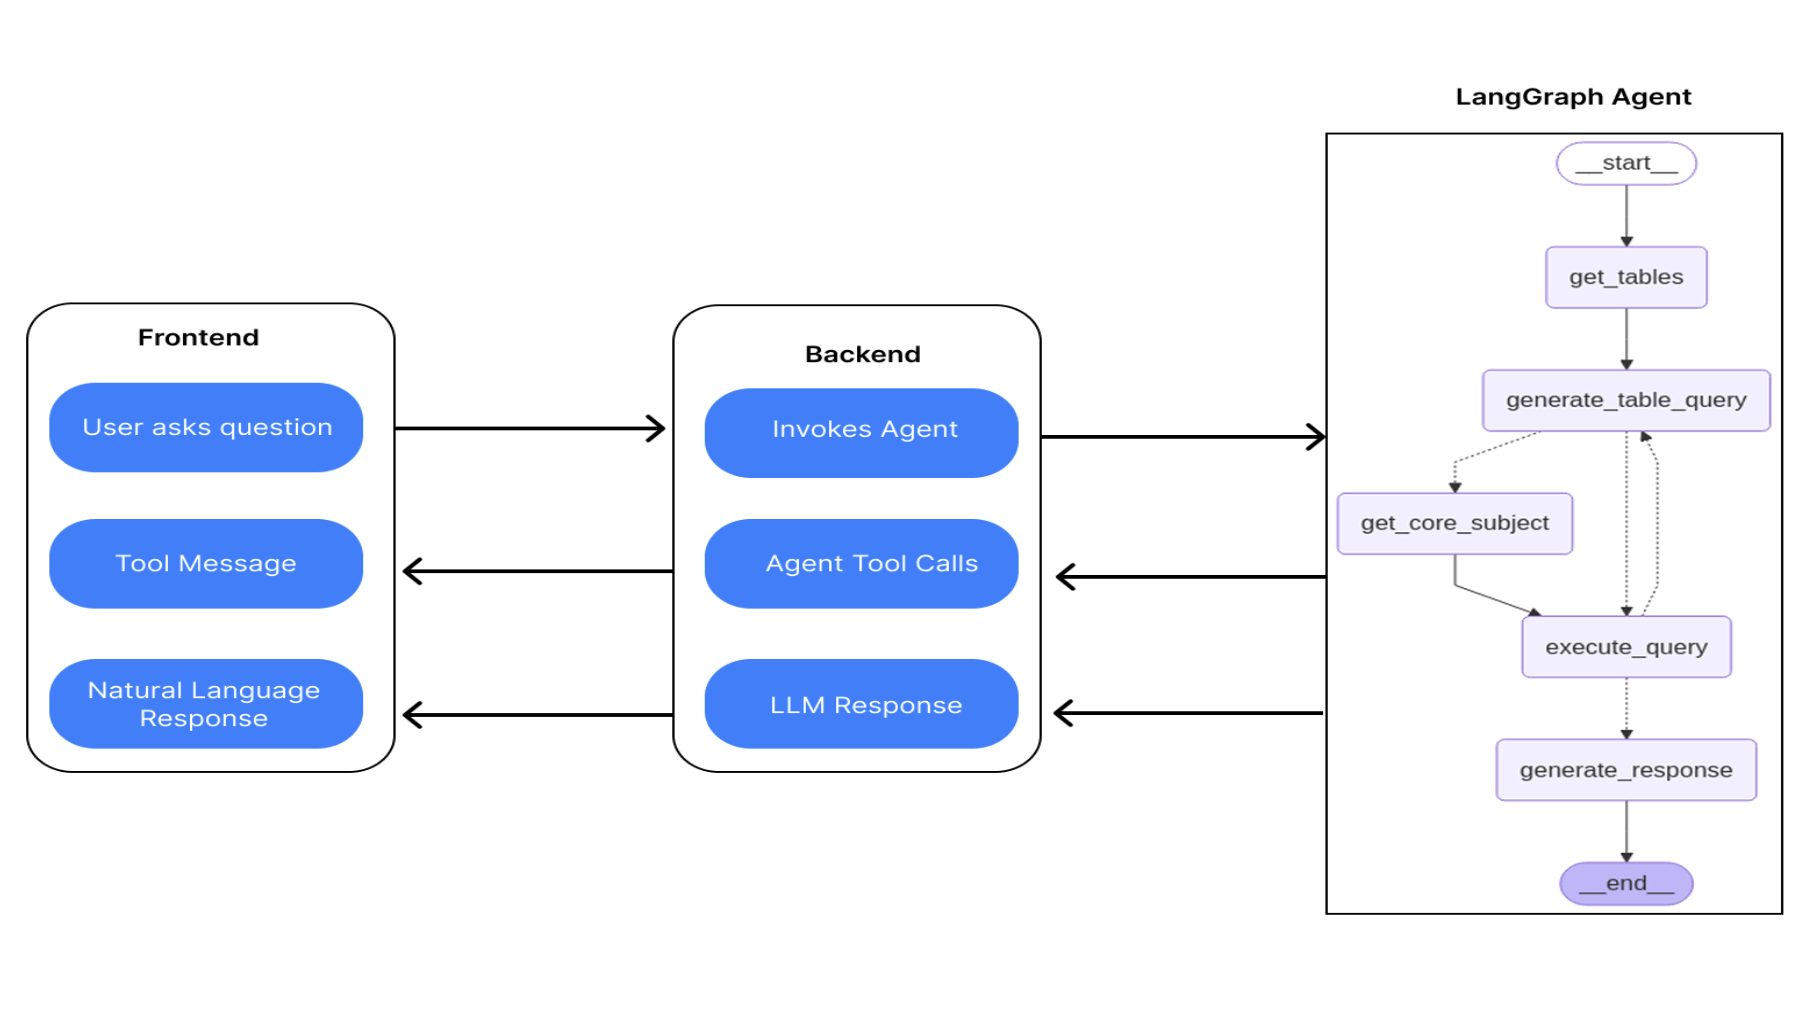 LangGraph Agent
__start__
get_tables
generate_table_query
get_core_subject
execute_query
generate_response
__end__
Frontend
User asks question
Tool Message
Natural Language
Response
Backend
Invokes Agent
Agent Tool Calls
LLM Response